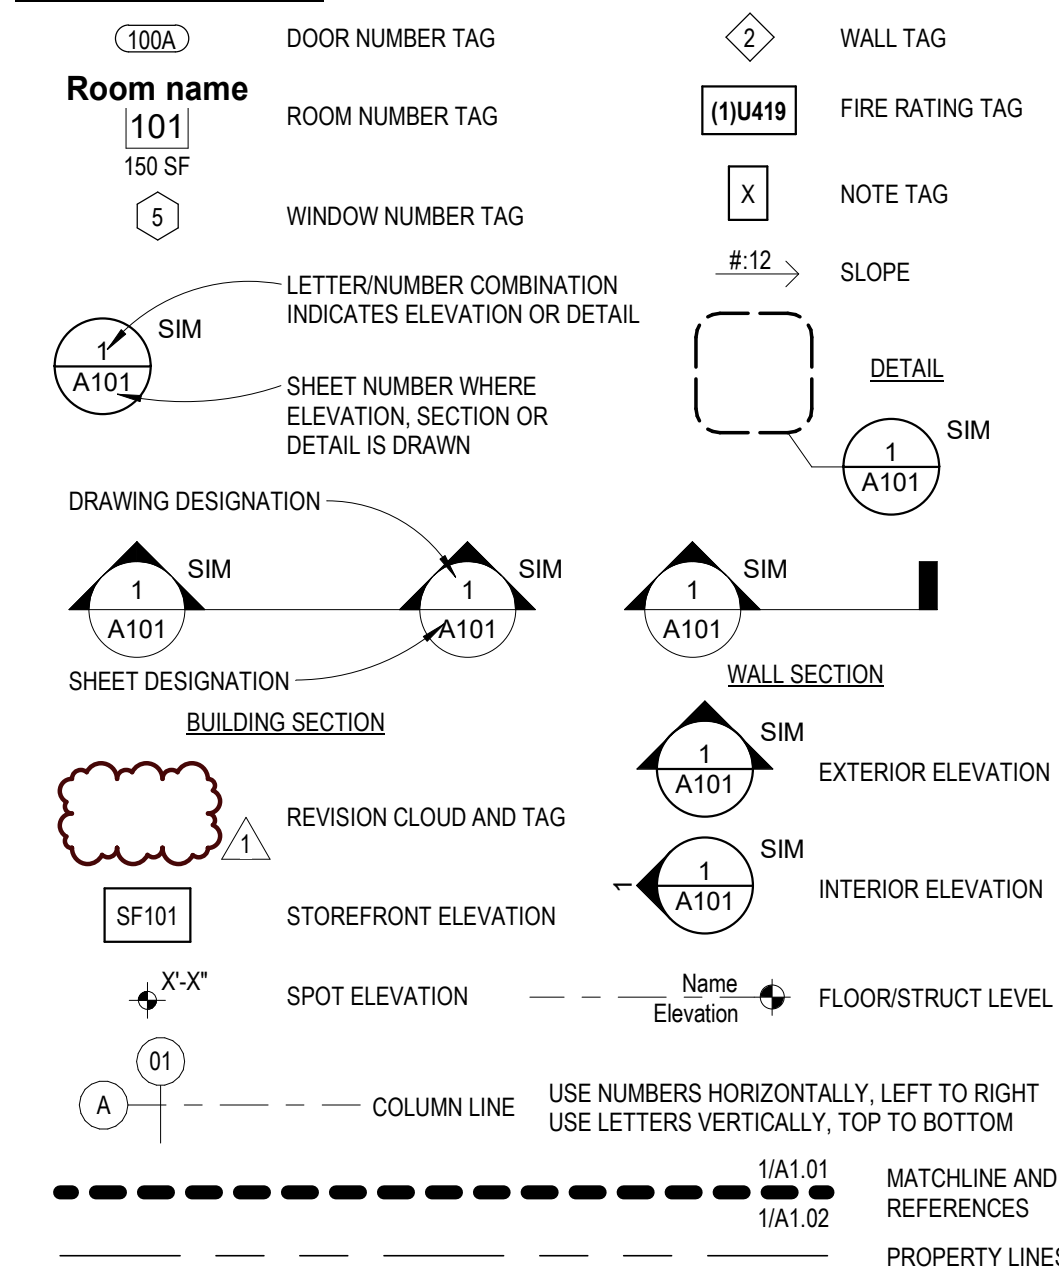 100A
DOOR NUMBER TAG
2
WALL TAG
Room name
101
150 SF
ROOM NUMBER TAG
(1)U419
FIRE RATING TAG
X
NOTE TAG
5
WINDOW NUMBER TAG
#:12
SLOPE
LETTER/NUMBER COMBINATION
INDICATES ELEVATION OR DETAIL
SIM
1
A101
SHEET NUMBER WHERE
ELEVATION, SECTION OR
DETAIL IS DRAWN
DETAIL
SIM
1
A101
DRAWING DESIGNATION
SIM
1
A101
SIM
1
A101
SHEET DESIGNATION
BUILDING SECTION
SIM
1
A101
WALL SECTION
SIM
1
A101
EXTERIOR ELEVATION
REVISION CLOUD AND TAG
1
SIM
1
1
A101
INTERIOR ELEVATION
SF101
STOREFRONT ELEVATION
X'-X"
SPOT ELEVATION
Name
Elevation
FLOOR/STRUCT LEVEL
01
A
COLUMN LINE
USE NUMBERS HORIZONTALLY, LEFT TO RIGHT
USE LETTERS VERTICALLY, TOP TO BOTTOM
1/A1.01
1/A1.02
MATCHLINE AND
REFERENCES
PROPERTY LINES